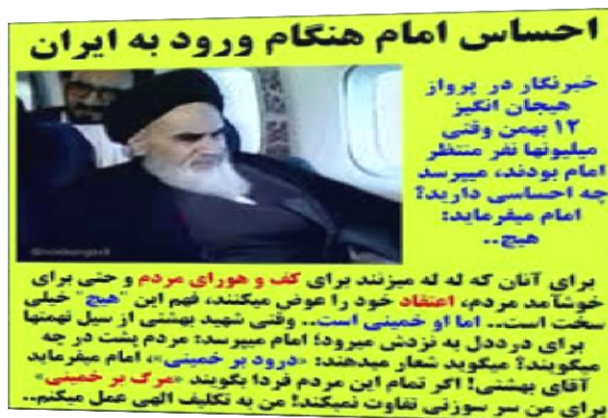 احساس امام هنگام ورود به ایران
خبرنگار در پرواز
هیجان انگیز
۱۲ بهمن وقتی
میلیونها نفر منتظر
امام بودند، میپرسد
چه احساسی دارید؟
امام میفرماید:
هیچ..
برای آنان که له له میزنند برای کف و هورای مردم و حتی برای
خوشآمد مردم، اعتقاد خود را عوض میکنند، فهم این "هیچ" خیلی
سخت است.. اما او خمینی است.. وقتی شهید بهشتی از سیل تهمتها
برای درددل به نزدش میرود؛ امام میپرسد: مردم پشت در چه
میگویند؟ میگوید شعار میدهند: «درود بر خمینی»، امام میفرماید
آقای بهشتی! اگر تمام این مردم فردا بگویند «مرگ بر خمینی»
برای من سر سوزنی تفاوت نمیکند! من به تکلیف الهی عمل میکنم..